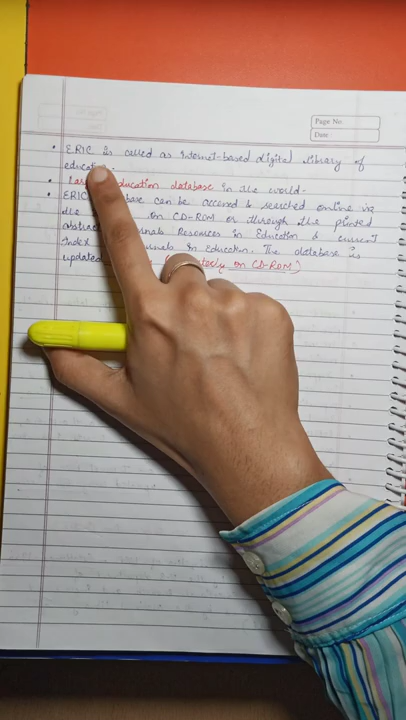 Page No.
Date
• ERIC is called as Internet-based digital library of
education.
• education database in the world.
• ERIC base can be accessed & searched online in
the on CD-ROM or through the printed
abstract Resources in Education & current
Index in Education. The database is
updated (quarterly on CD-ROM)